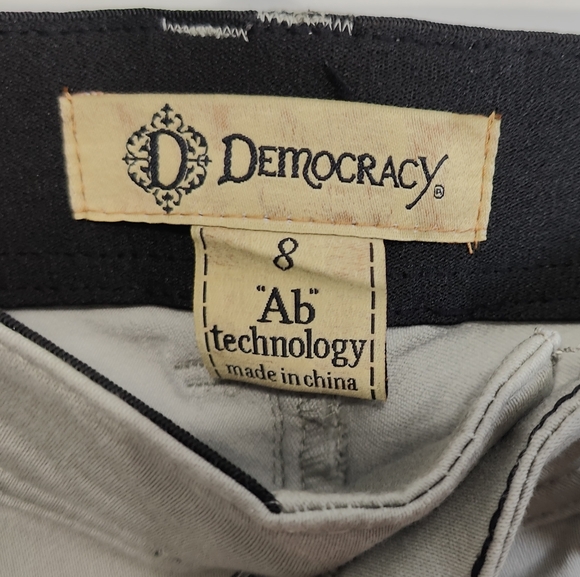 D DEMOCRACY®
8
"Ab"
technology
made in china